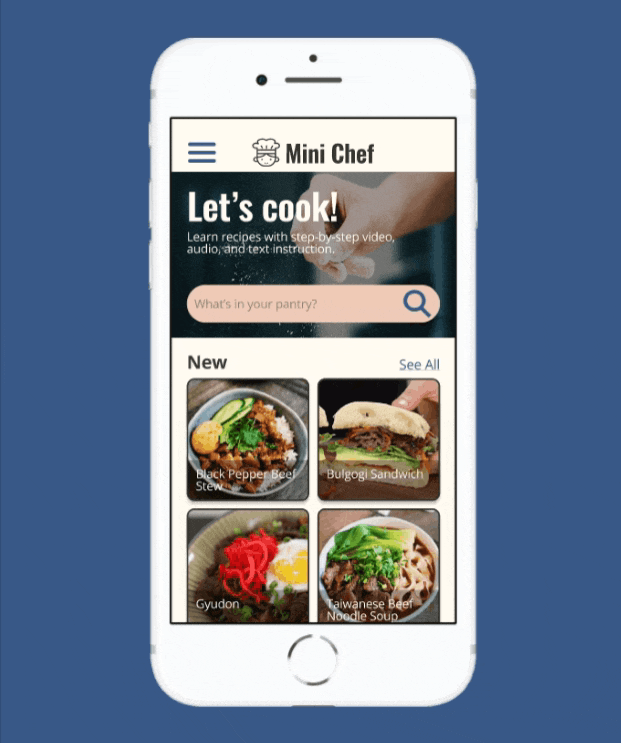 Mini Chef
Let's cook!
Learn recipes with step-by-step video,
audio, and text instruction.
What's in your pantry?
New
See All
Black Pepper Beef
Stew
Bulgogi Sandwich
Gyudon
Taiwanese Beef
Noodle Soup